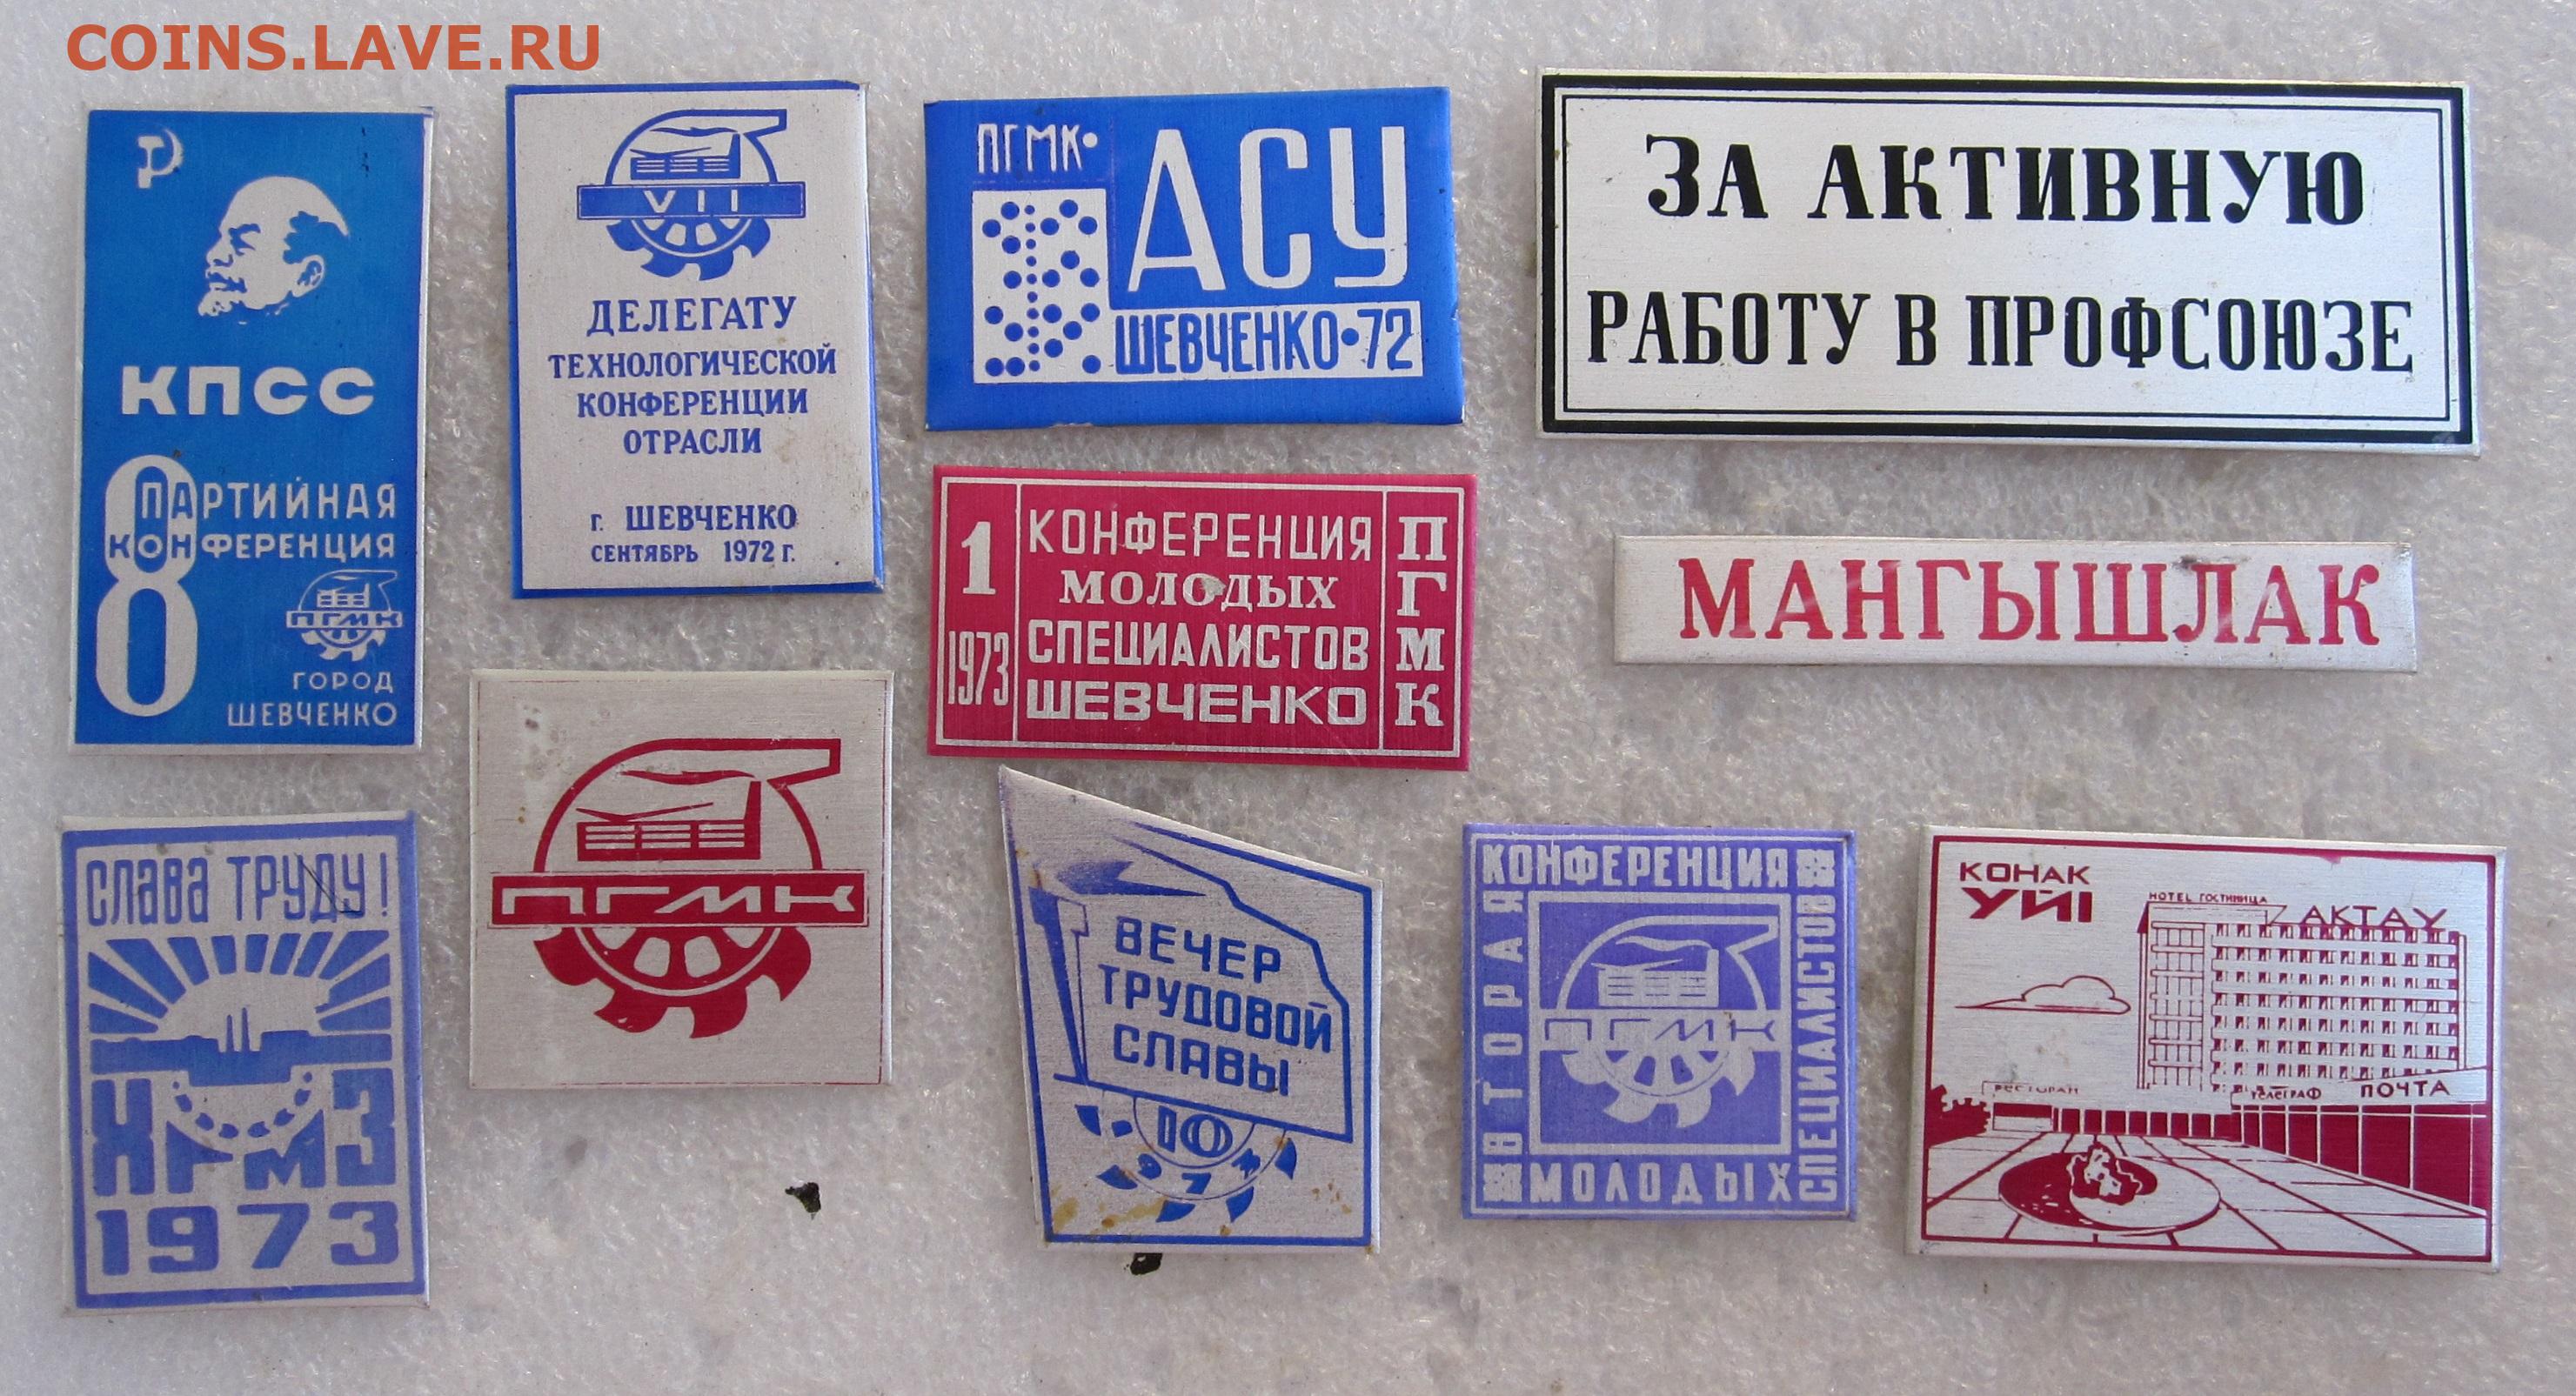 COINS.LAVE.RU
КПСС
8
ПАРТИЙНАЯ
КОНФЕРЕНЦИЯ
ПГМК
ГОРОД
ШЕВЧЕНКО
VII
ДЕЛЕГАТУ
ТЕХНОЛОГИЧЕСКОЙ
КОНФЕРЕНЦИИ
ОТРАСЛИ
г. ШЕВЧЕНКО
СЕНТЯБРЬ 1972 г.
ПГМК•
АСУ
ШЕВЧЕНКО•72
ЗА АКТИВНУЮ
РАБОТУ В ПРОФСОЮЗЕ
1
1973
КОНФЕРЕНЦИЯ
МОЛОДЫХ
СПЕЦИАЛИСТОВ
ШЕВЧЕНКО
ПГМК
МАНГЫШЛАК
СЛАВА ТРУДУ!
1973
ПГМК
ВЕЧЕР
ТРУДОВОЙ
СЛАВЫ
ВТОРАЯ
КОНФЕРЕНЦИЯ
МОЛОДЫХ
СПЕЦИАЛИСТОВ
ПГМК
КОНАК
УЙI
HOTEL ГОСТИНИЦА
АКТАУ
РЕСТОРАН
ТЕЛЕГРАФ
ПОЧТА